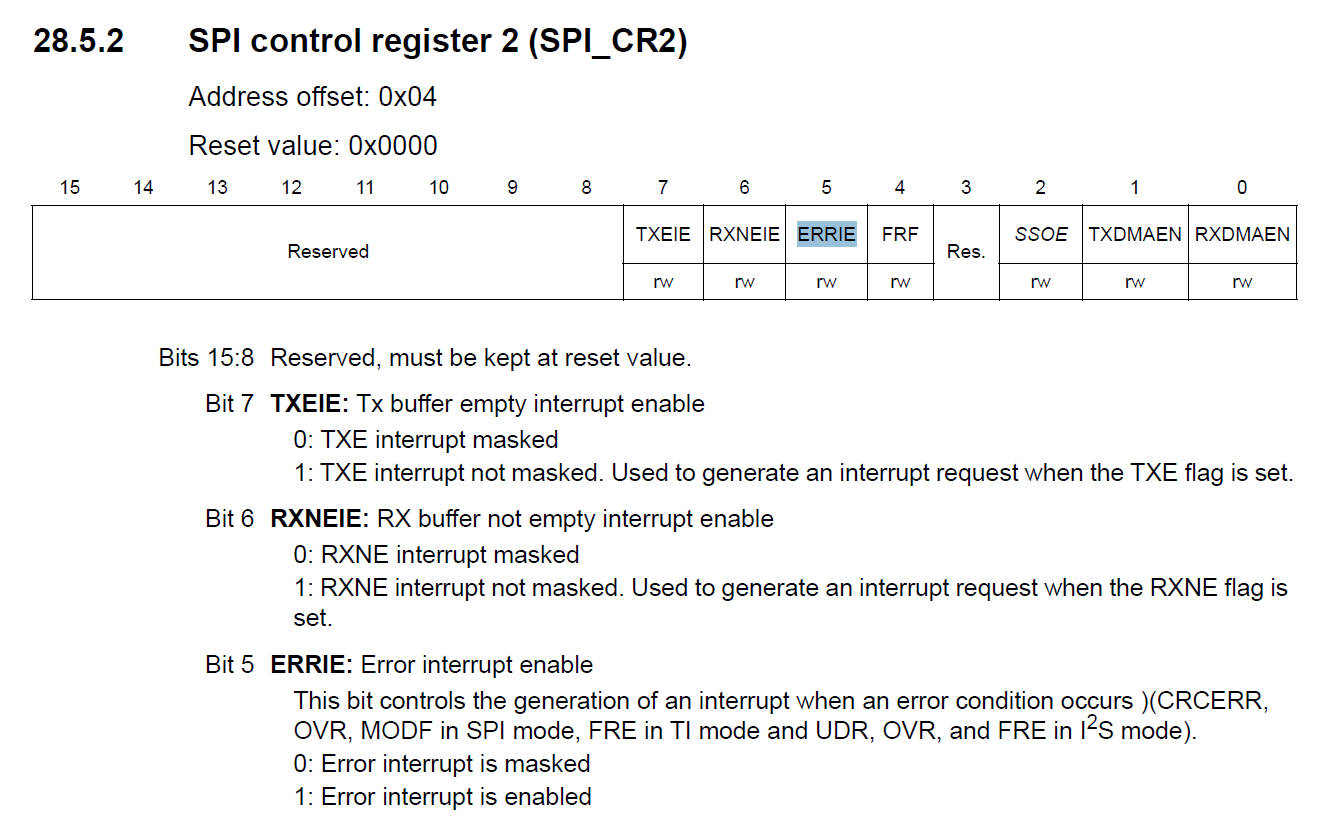 28.5.2 SPI control register 2 (SPI_CR2)
Address offset: 0x04
Reset value: 0x0000
15 14 13 12 11 10 9 8 7 6 5 4 3 2 1 0
Reserved TXEIE RXNEIE ERRIE FRF Res. SSOE TXDMAEN RXDMAEN
rw rw rw rw rw rw rw
Bits 15:8 Reserved, must be kept at reset value.
Bit 7 TXEIE: Tx buffer empty interrupt enable
0: TXE interrupt masked
1: TXE interrupt not masked. Used to generate an interrupt request when the TXE flag is set.
Bit 6 RXNEIE: RX buffer not empty interrupt enable
0: RXNE interrupt masked
1: RXNE interrupt not masked. Used to generate an interrupt request when the RXNE flag is
set.
Bit 5 ERRIE: Error interrupt enable
This bit controls the generation of an interrupt when an error condition occurs )(CRCERR,
OVR, MODF in SPI mode, FRE in TI mode and UDR, OVR, and FRE in I2S mode).
0: Error interrupt is masked
1: Error interrupt is enabled